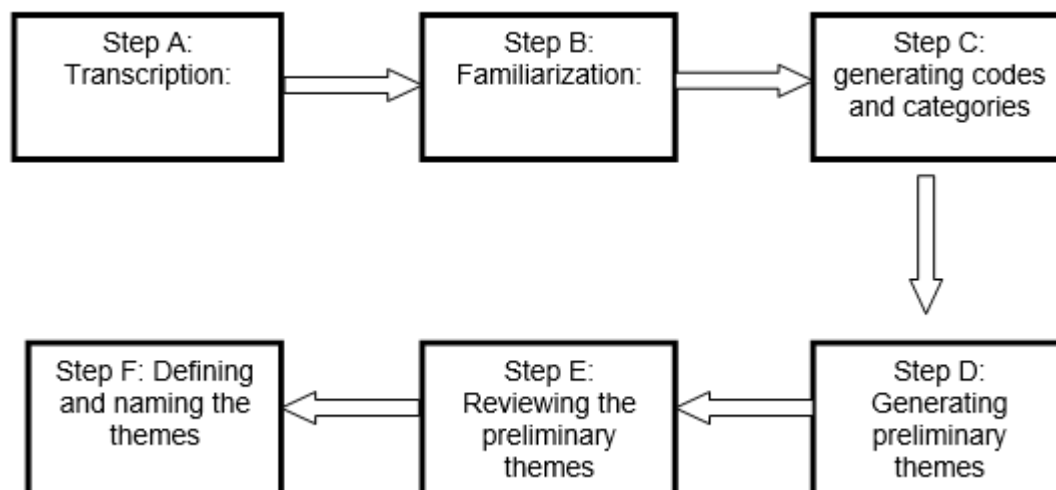 Step A:
Transcription:
Step B:
Familiarization:
Step C:
generating codes
and categories
Step D:
Generating
preliminary
themes
Step E:
Reviewing the
preliminary
themes
Step F: Defining
and naming the
themes